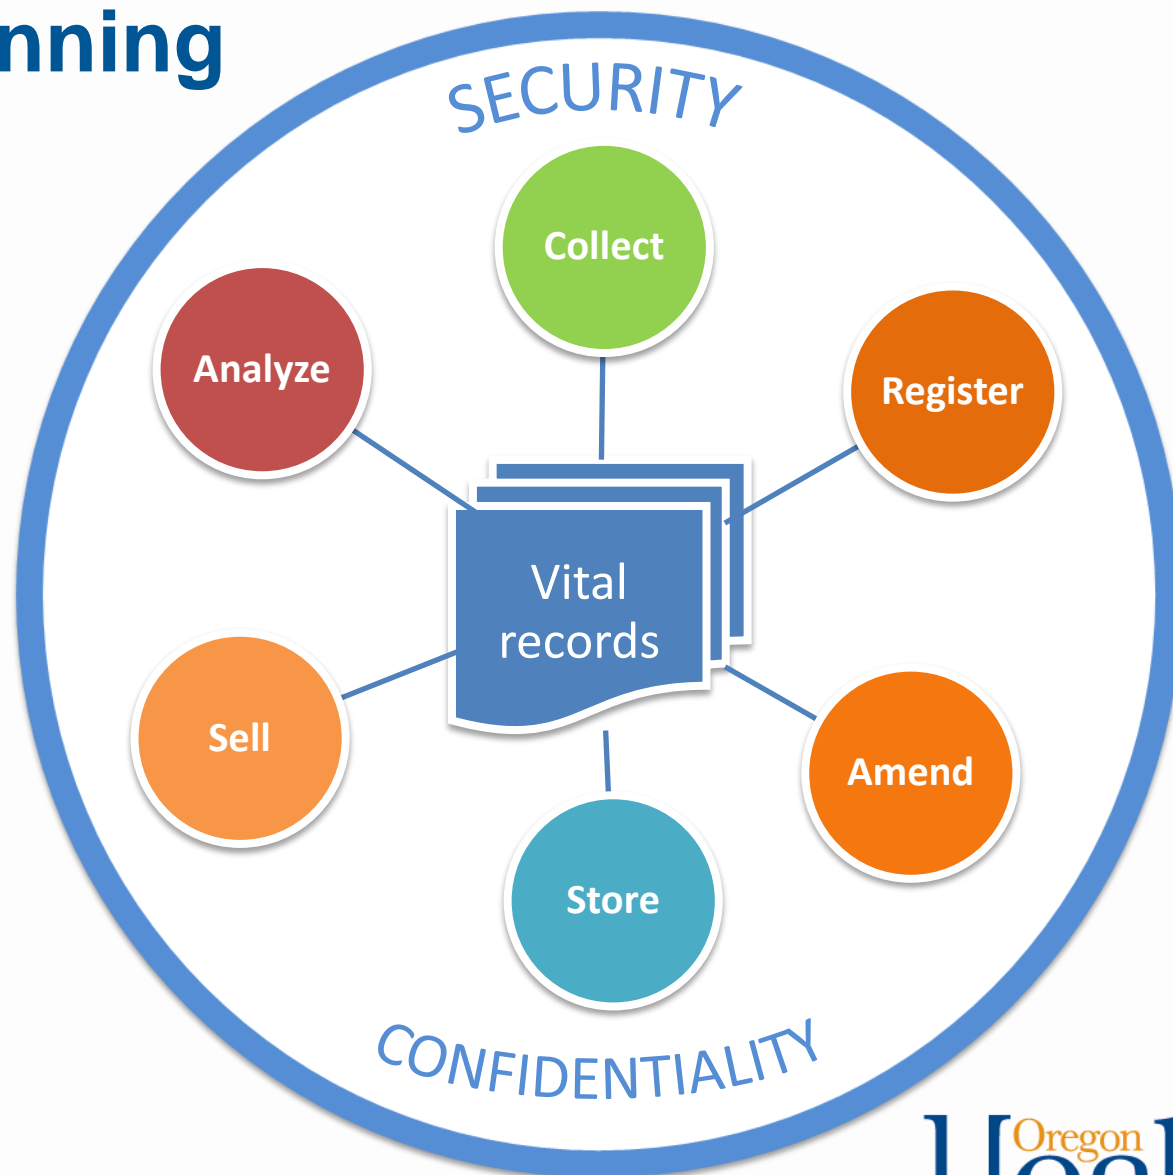 nning
SECURITY
Collect
Analyze
Register
Vital
records
Sell
Amend
Store
CONFIDENTIALITY
Oregon